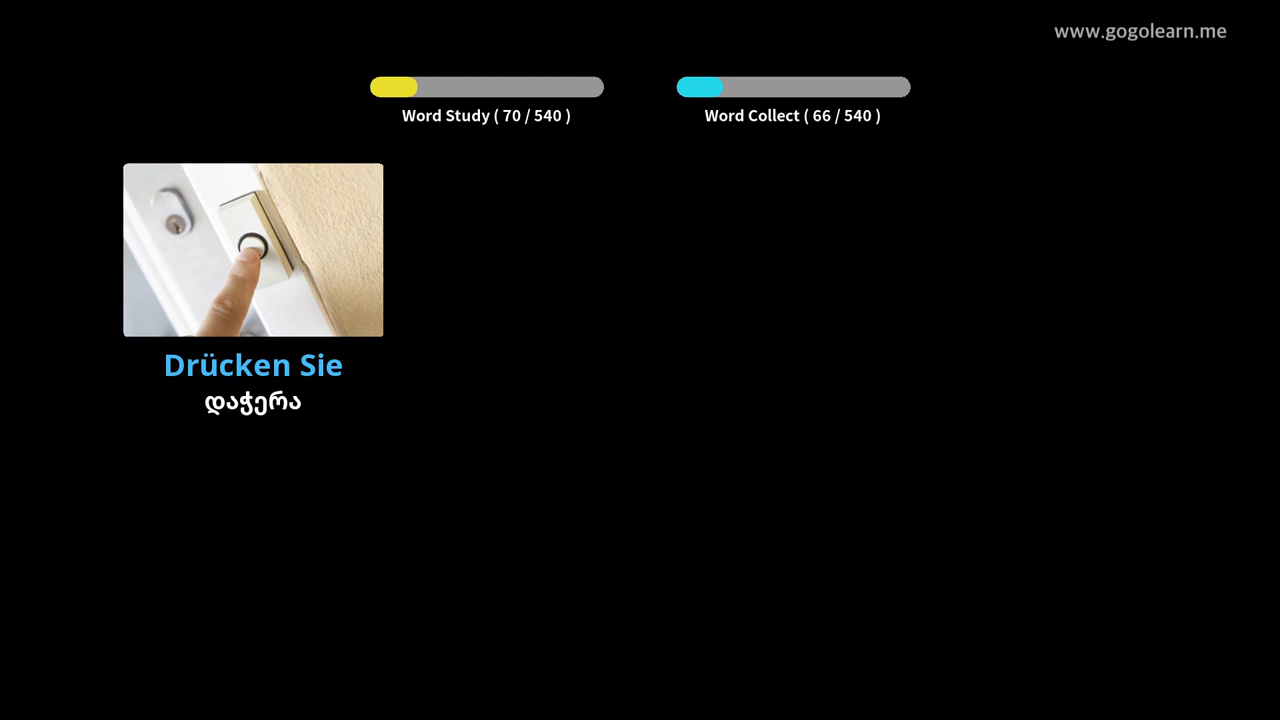 www.gogolearn.me
Word Study ( 70 / 540 )
Word Collect ( 66 / 540 )
Drücken Sie
დაჭერა